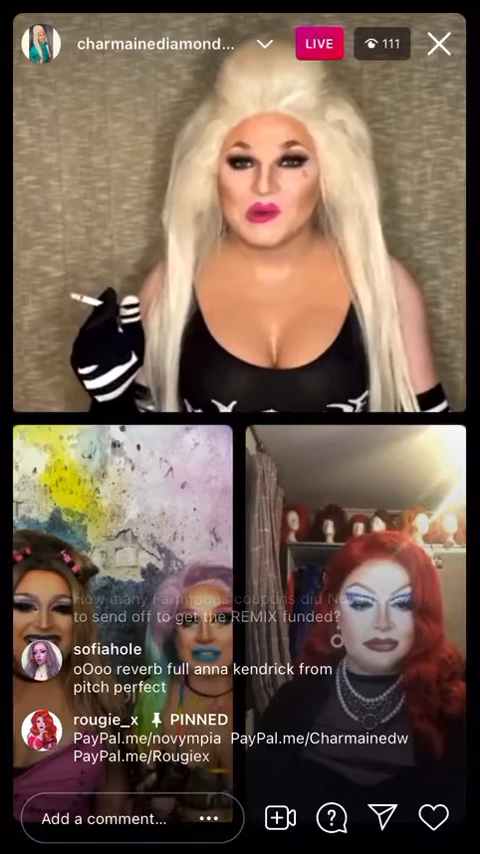 charmainediamond...
LIVE
111
How many Farmfoods coupons did
to send off to get the REMIX funded?
sofiahole
oOoo reverb full anna kendrick from
pitch perfect
rougie_x PINNED
PayPal.me/novympia PayPal.me/Charmainedw
PayPal.me/Rougiex
Add a comment...